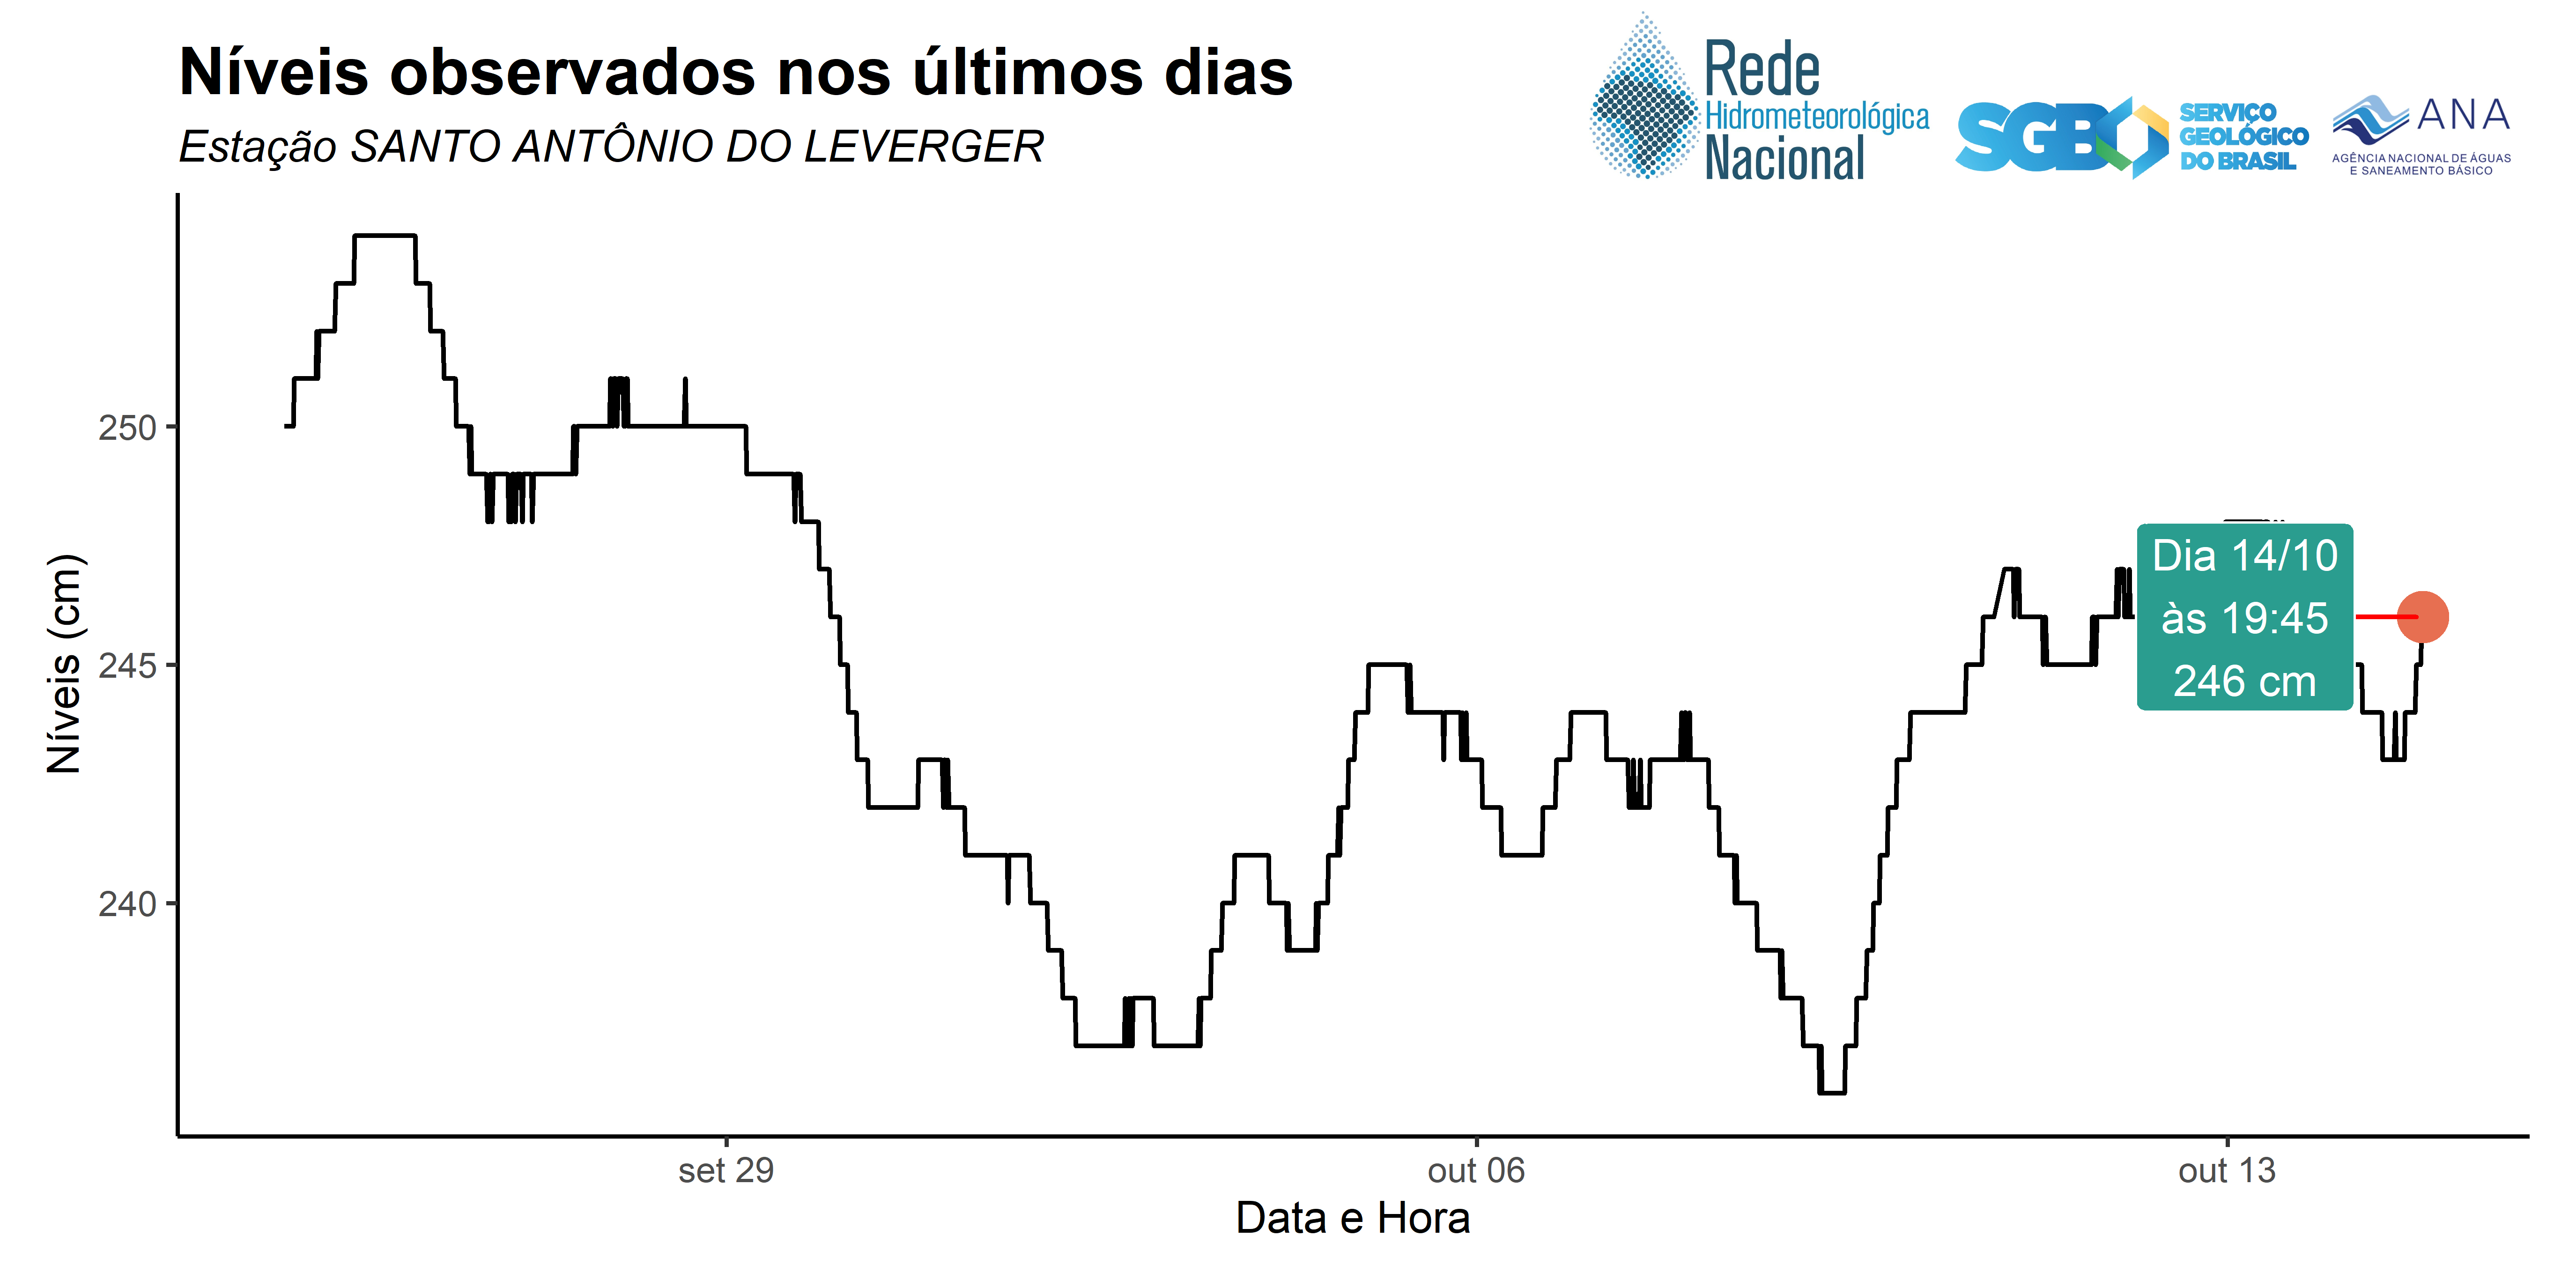 Níveis observados nos últimos dias
Estação SANTO ANTÔNIO DO LEVERGER
Rede
Hidrometeorológica
Nacional
SGB
SERVIÇO
GEOLÓGICO
DO BRASIL
ANA
AGÊNCIA NACIONAL DE ÁGUAS
E SANEAMENTO BÁSICO
Níveis (cm)
250
245
240
Dia 14/10
às 19:45
246 cm
set 29
out 06
out 13
Data e Hora